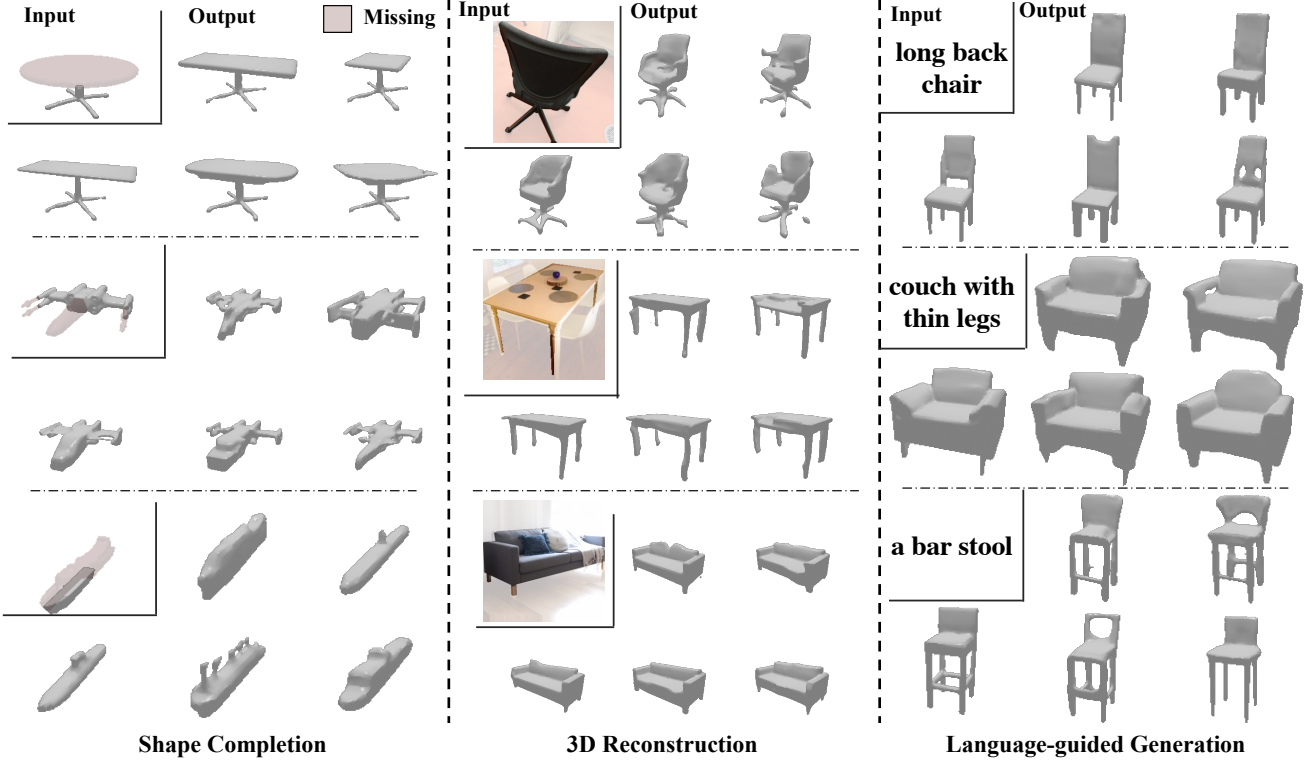 Input
Output
Missing
Input
Output
Input
Output
long back
chair
couch with
thin legs
a bar stool
Shape Completion
3D Reconstruction
Language-guided Generation